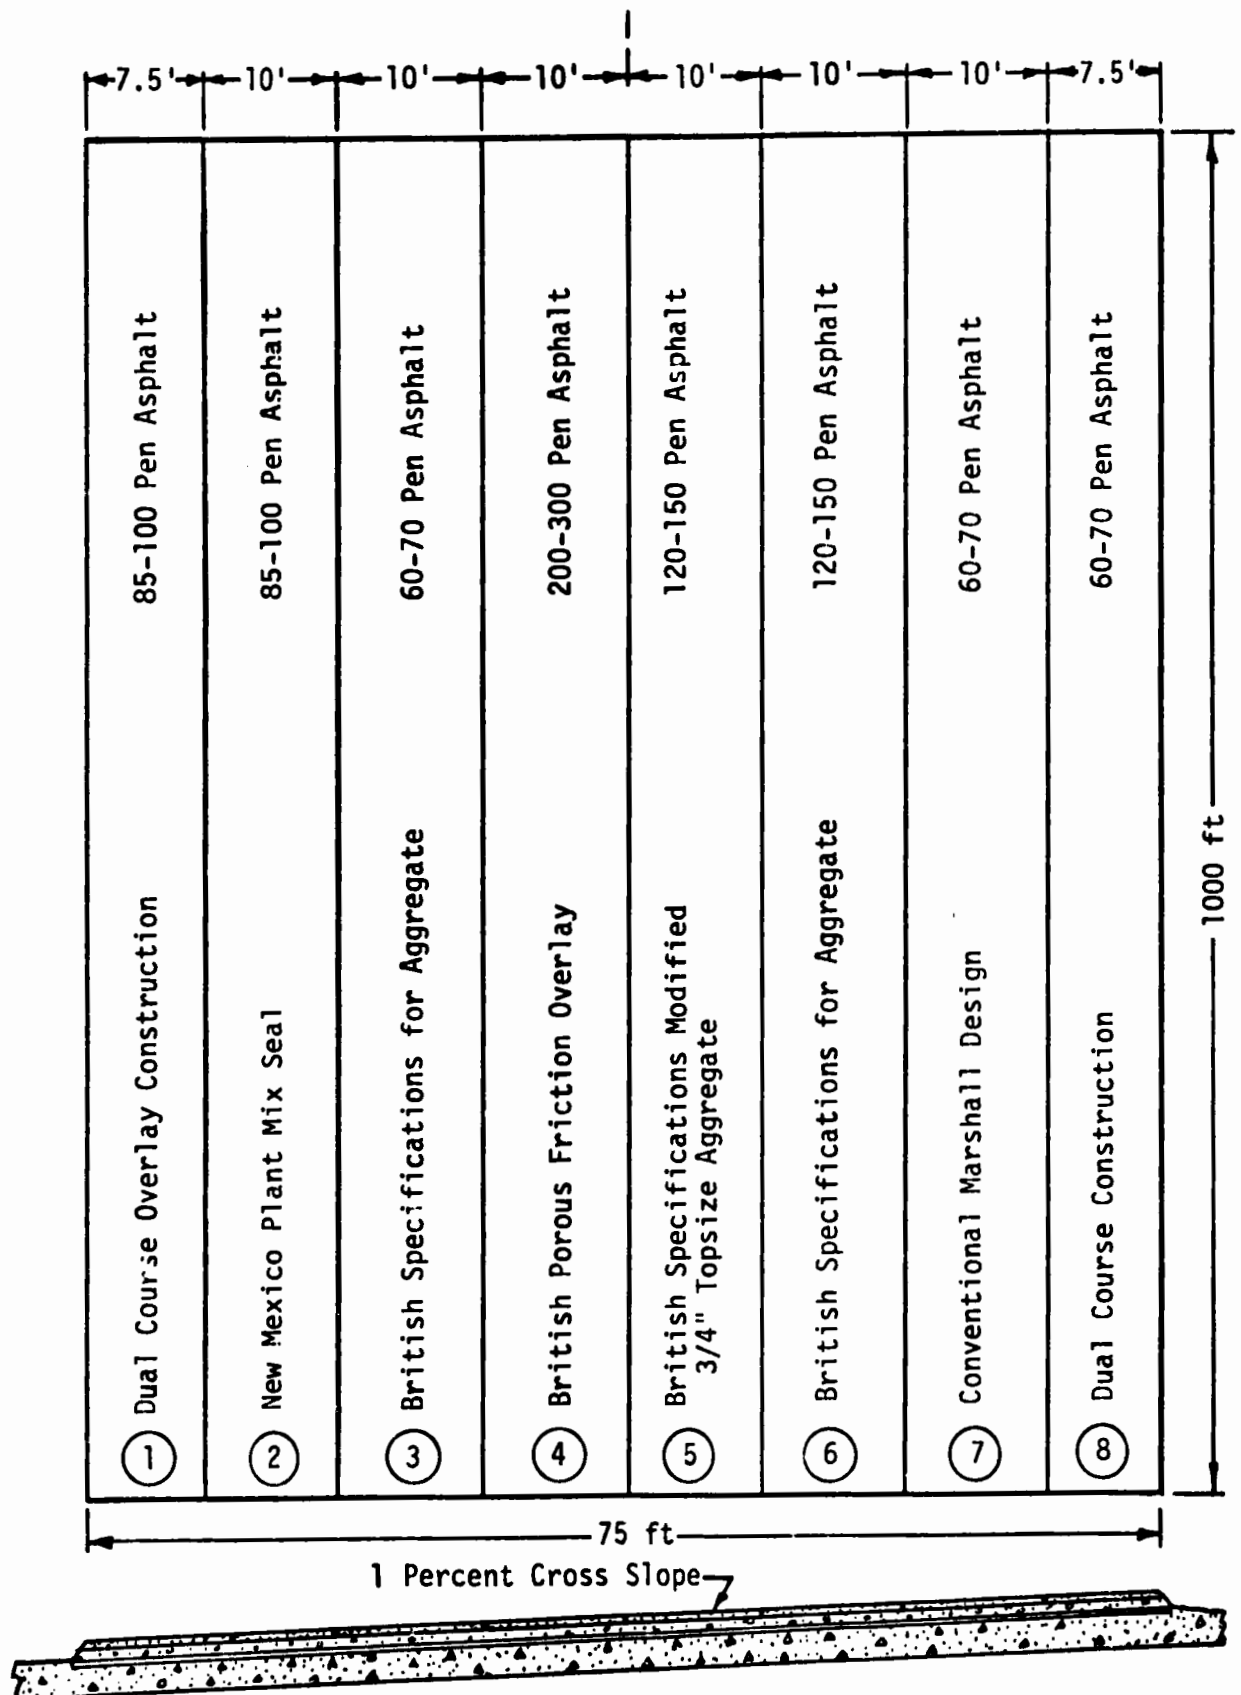 7.5' 10' 10' 10' 10' 10' 10' 7.5'
85-100 Pen Asphalt
85-100 Pen Asphalt
60-70 Pen Asphalt
200-300 Pen Asphalt
120-150 Pen Asphalt
120-150 Pen Asphalt
60-70 Pen Asphalt
60-70 Pen Asphalt
1 Dual Course Overlay Construction
2 New Mexico Plant Mix Seal
3 British Specifications for Aggregate
4 British Porous Friction Overlay
5 British Specifications Modified
3/4" Topsize Aggregate
6 British Specifications for Aggregate
7 Conventional Marshall Design
8 Dual Course Construction
1000 ft
75 ft
1 Percent Cross Slope